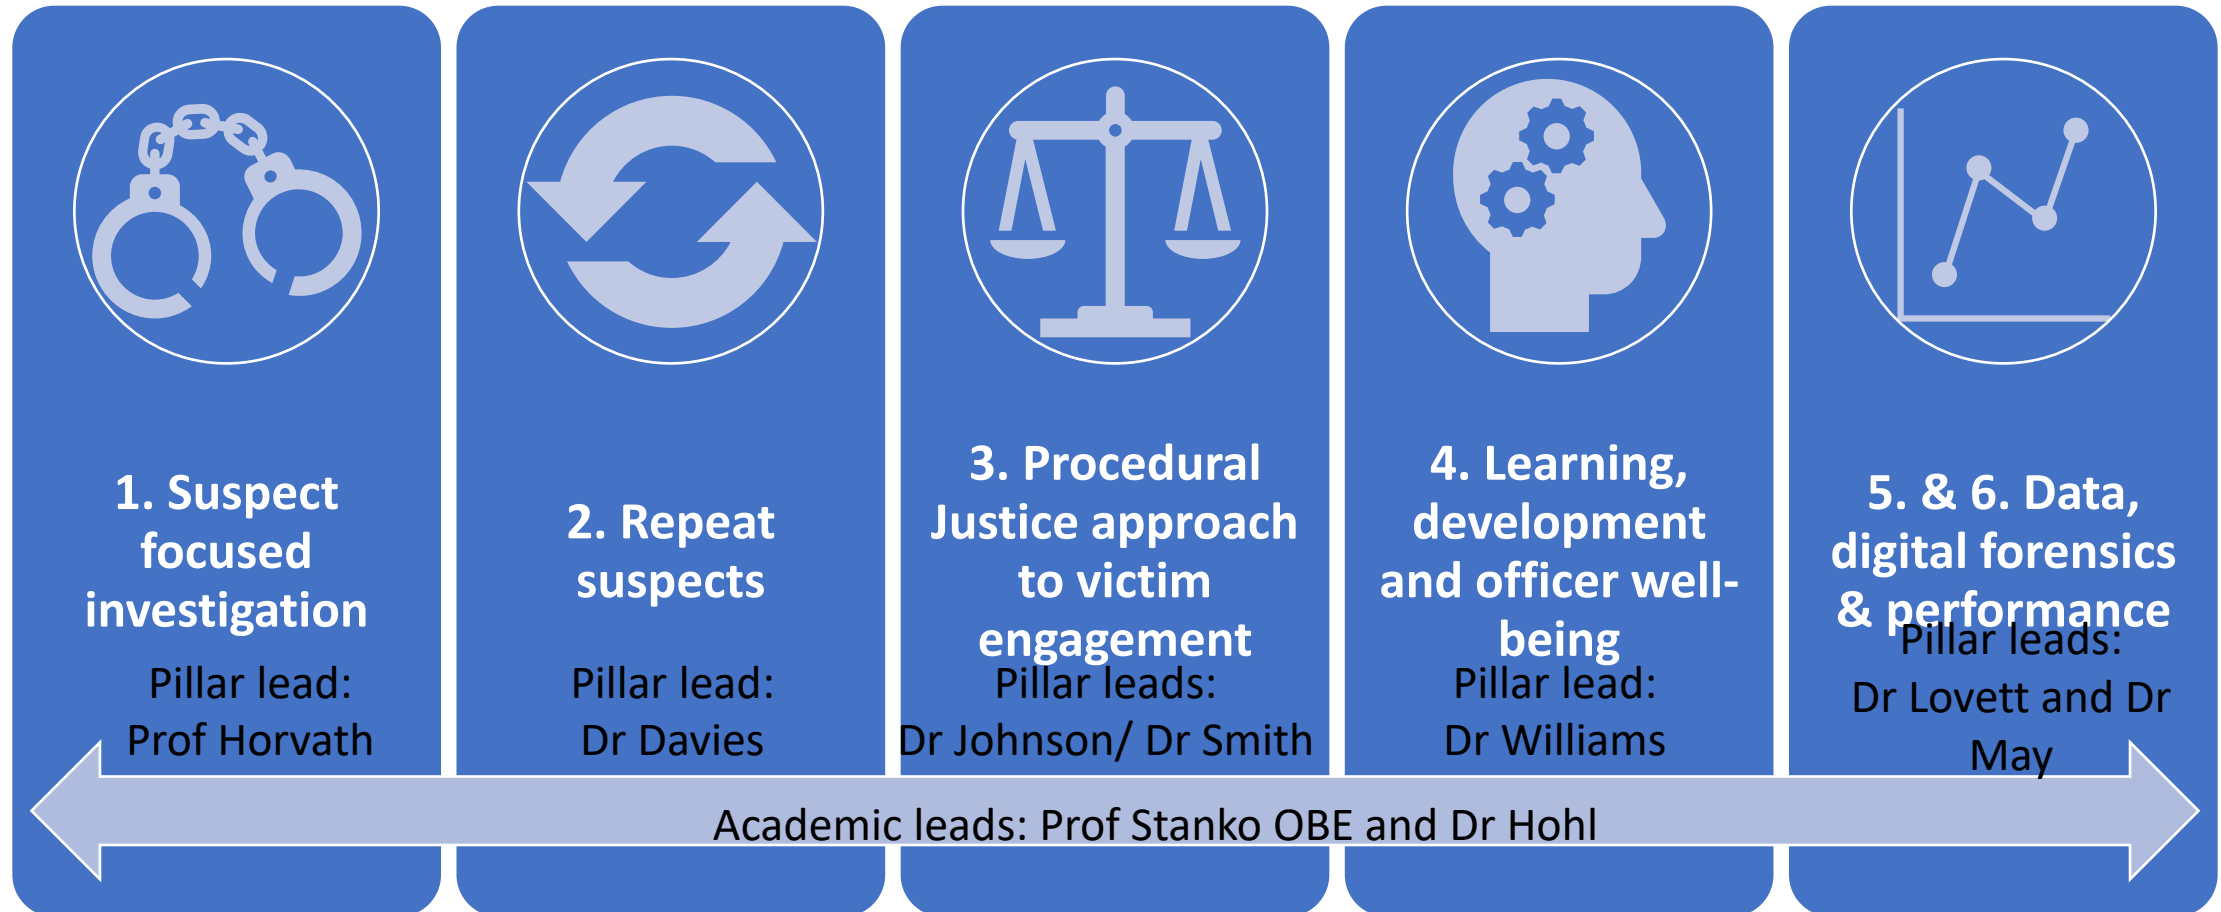 1. Suspect
focused
investigation
Pillar lead:
Prof Horvath
2. Repeat
suspects
Pillar lead:
Dr Davies
3. Procedural
Justice approach
to victim
engagement
Pillar leads:
Dr Johnson/ Dr Smith
4. Learning,
development
and officer well-
being
Pillar lead:
Dr Williams
5. & 6. Data,
digital forensics
& performance
Pillar leads:
Dr Lovett and Dr
May
Academic leads: Prof Stanko OBE and Dr Hohl